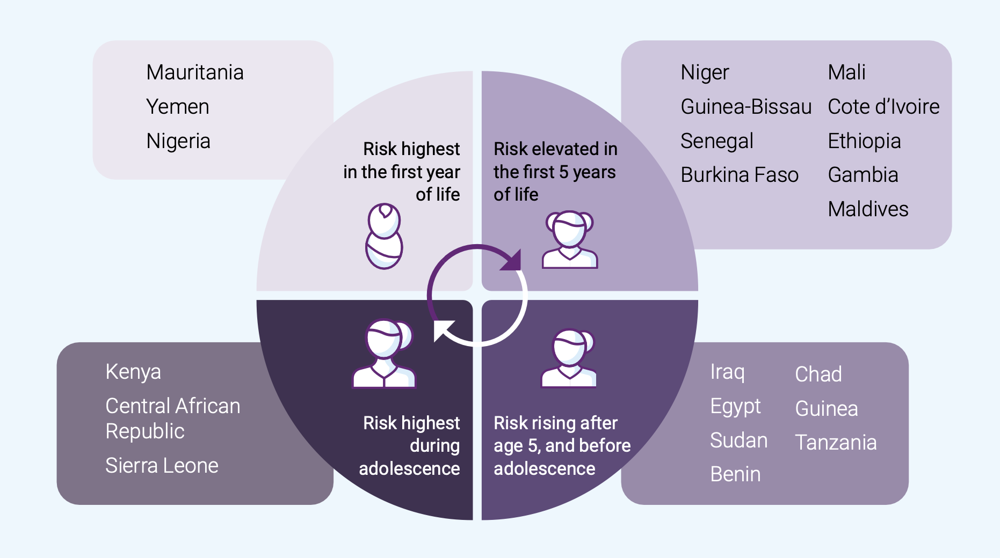 Mauritania
Yemen
Nigeria
Risk highest
in the first year
of life
Risk elevated in
the first 5 years
of life
Niger
Guinea-Bissau
Senegal
Burkina Faso
Mali
Cote d’Ivoire
Ethiopia
Gambia
Maldives
Kenya
Central African
Republic
Sierra Leone
Risk highest
during
adolescence
Risk rising after
age 5, and before
adolescence
Iraq
Egypt
Sudan
Benin
Chad
Guinea
Tanzania